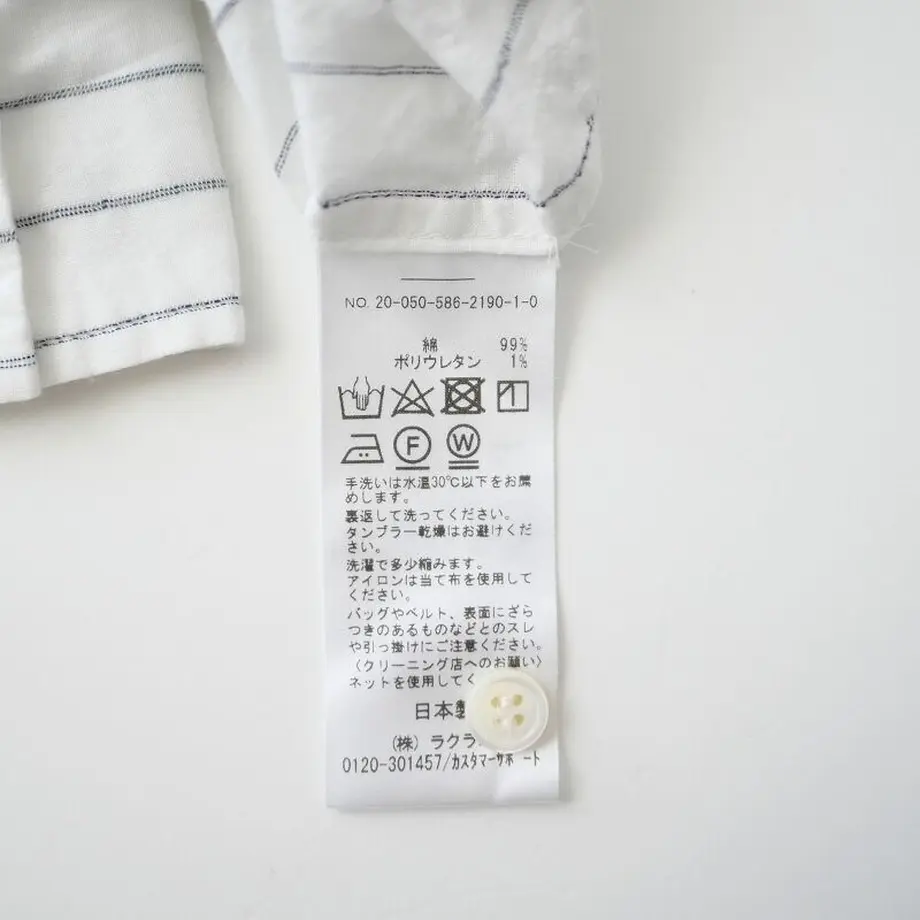 NO. 20-050-586-2190-1-0
綿 99%
ポリウレタン 1%
F W
手洗いは水温30℃以下をお薦
めします。
裏返して洗ってください。
タンブラー乾燥はお避けくだ
さい。
洗濯で多少縮みます。
アイロンは当て布を使用して
ください。
バッグやベルト、表面にざら
つきのあるものなどとのスレ
や引っ掛けにご注意ください。
〈クリーニング店へのお願い〉
ネットを使用してく
日本製
(株) ラクラ
0120-301457/カスタマーサポート